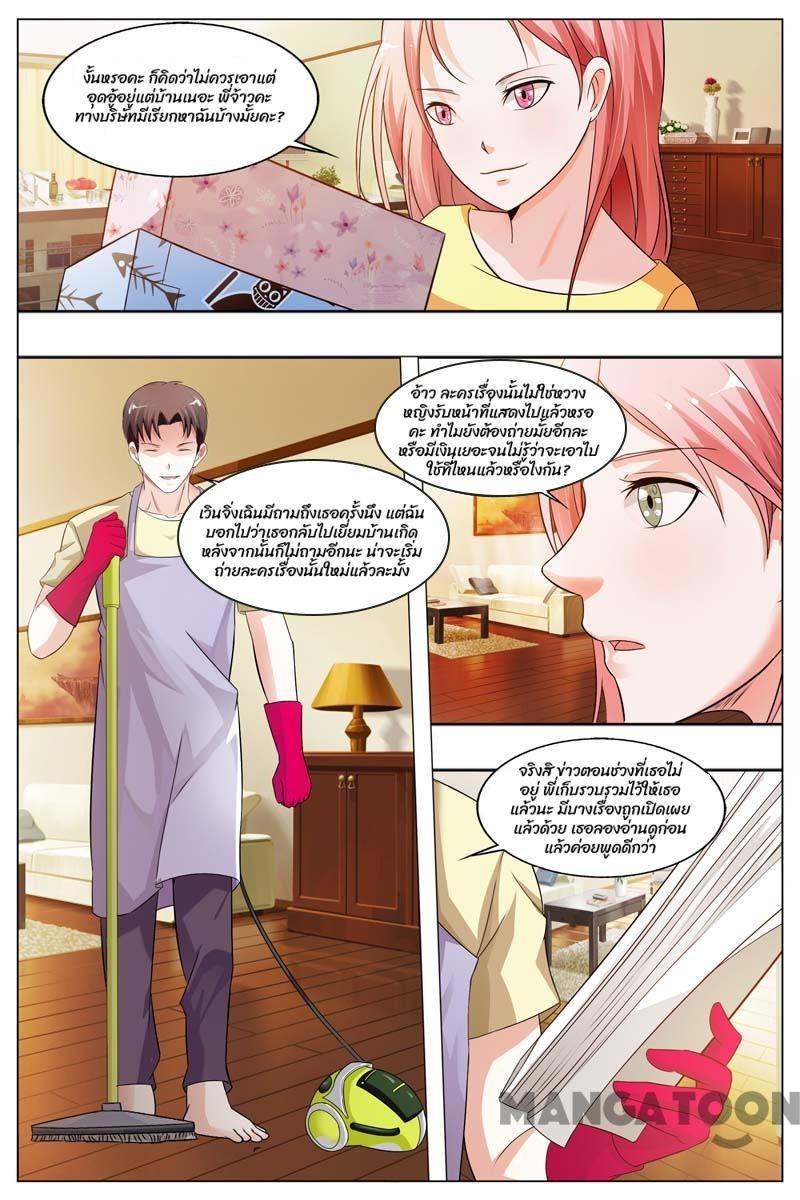 งั้นหรอคะ ก็คิดว่าไม่ควรเอาแต่
อุดอู้อยู่แต่บ้านเนอะ พี่จ้าวคะ
ทางบริษัทมีเรียกหาฉันบ้างมั้ยคะ?
อ้าว ละครเรื่องนั้นไม่ใช่หวาง
หญิงรับหน้าที่แสดงไปแล้วหรอ
คะ ทำไมยังต้องถ่ายมั้ยอีกละ
หรือมีเงินเยอะจนไม่รู้ว่าจะเอาไป
ใช้ที่ไหนแล้วหรือไงกัน?
เวินจิ่งเฉินมีถามถึงเธอครั้งนึง แต่ฉัน
บอกไปว่าเธอกลับไปเยี่ยมบ้านเกิด
หลังจากนั้นก็ไม่ถามอีกนะ น่าจะเริ่ม
ถ่ายละครเรื่องนั้นใหม่แล้วละมั้ง
จริงสิ ข่าวตอนช่วงที่เธอไม่
อยู่ พี่เก็บรวบรวมไว้ให้เธอ
แล้วนะ มีบางเรื่องถูกเปิดเผย
แล้วด้วย เธอลองอ่านดูก่อน
แล้วค่อยพูดดีกว่า
MANGATOON